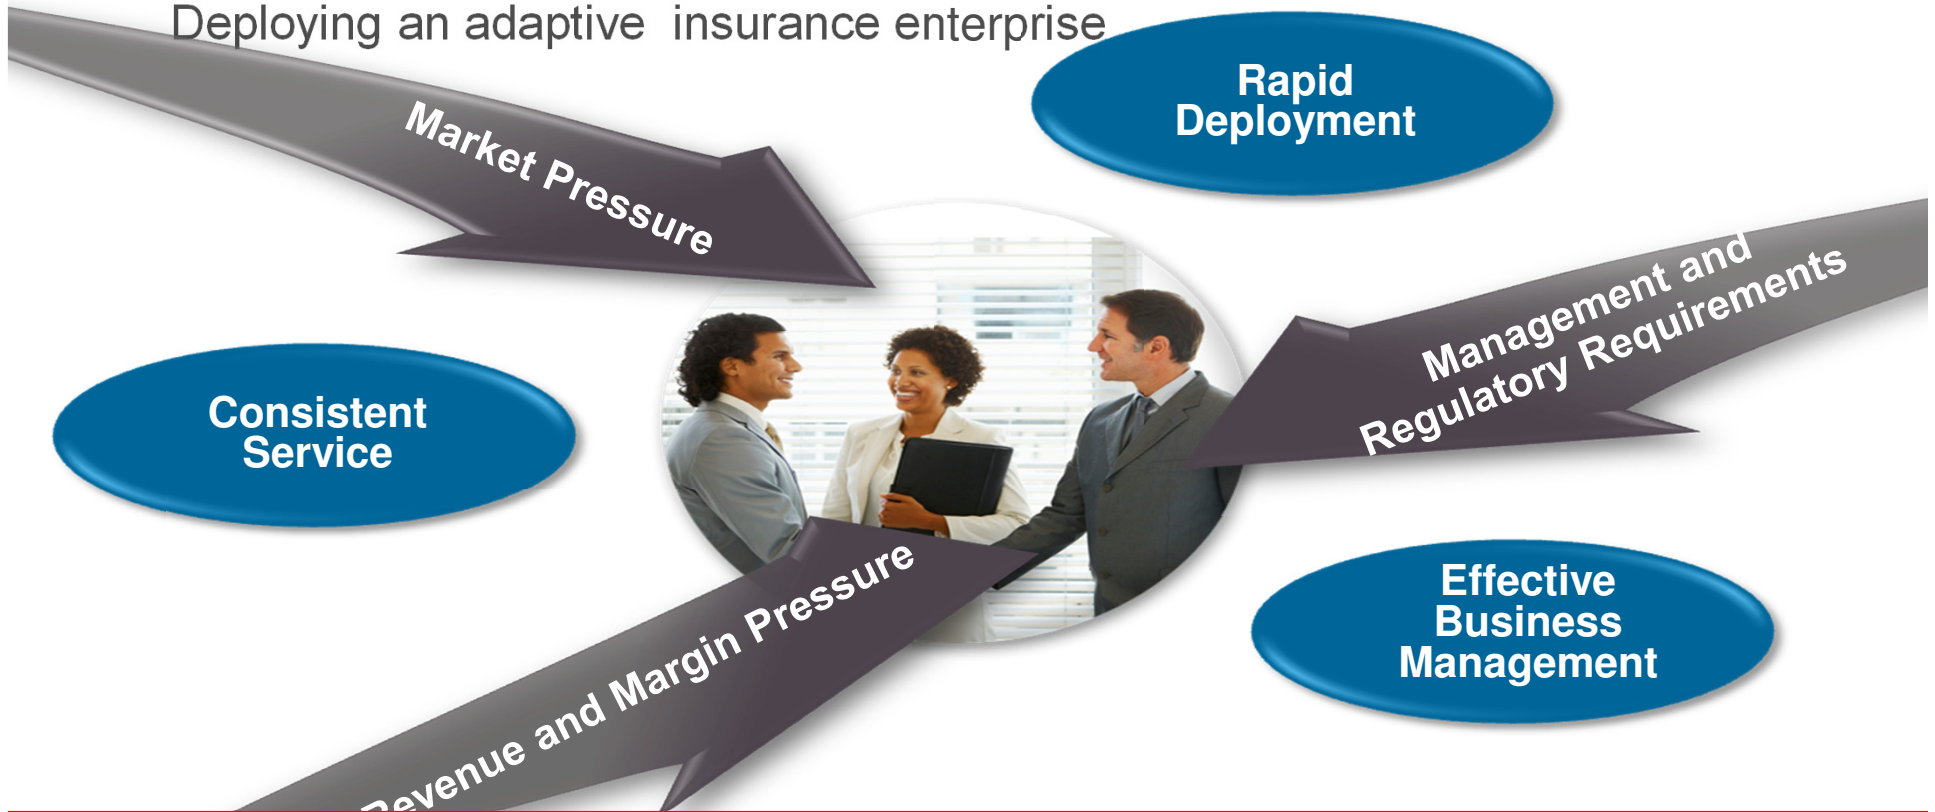 Deploying an adaptive  insurance enterprise
Rapid
Deployment
Market Pressure
Management and
Regulatory Requirements
Consistent
Service
Effective
Business
Management
Revenue and Margin Pressure